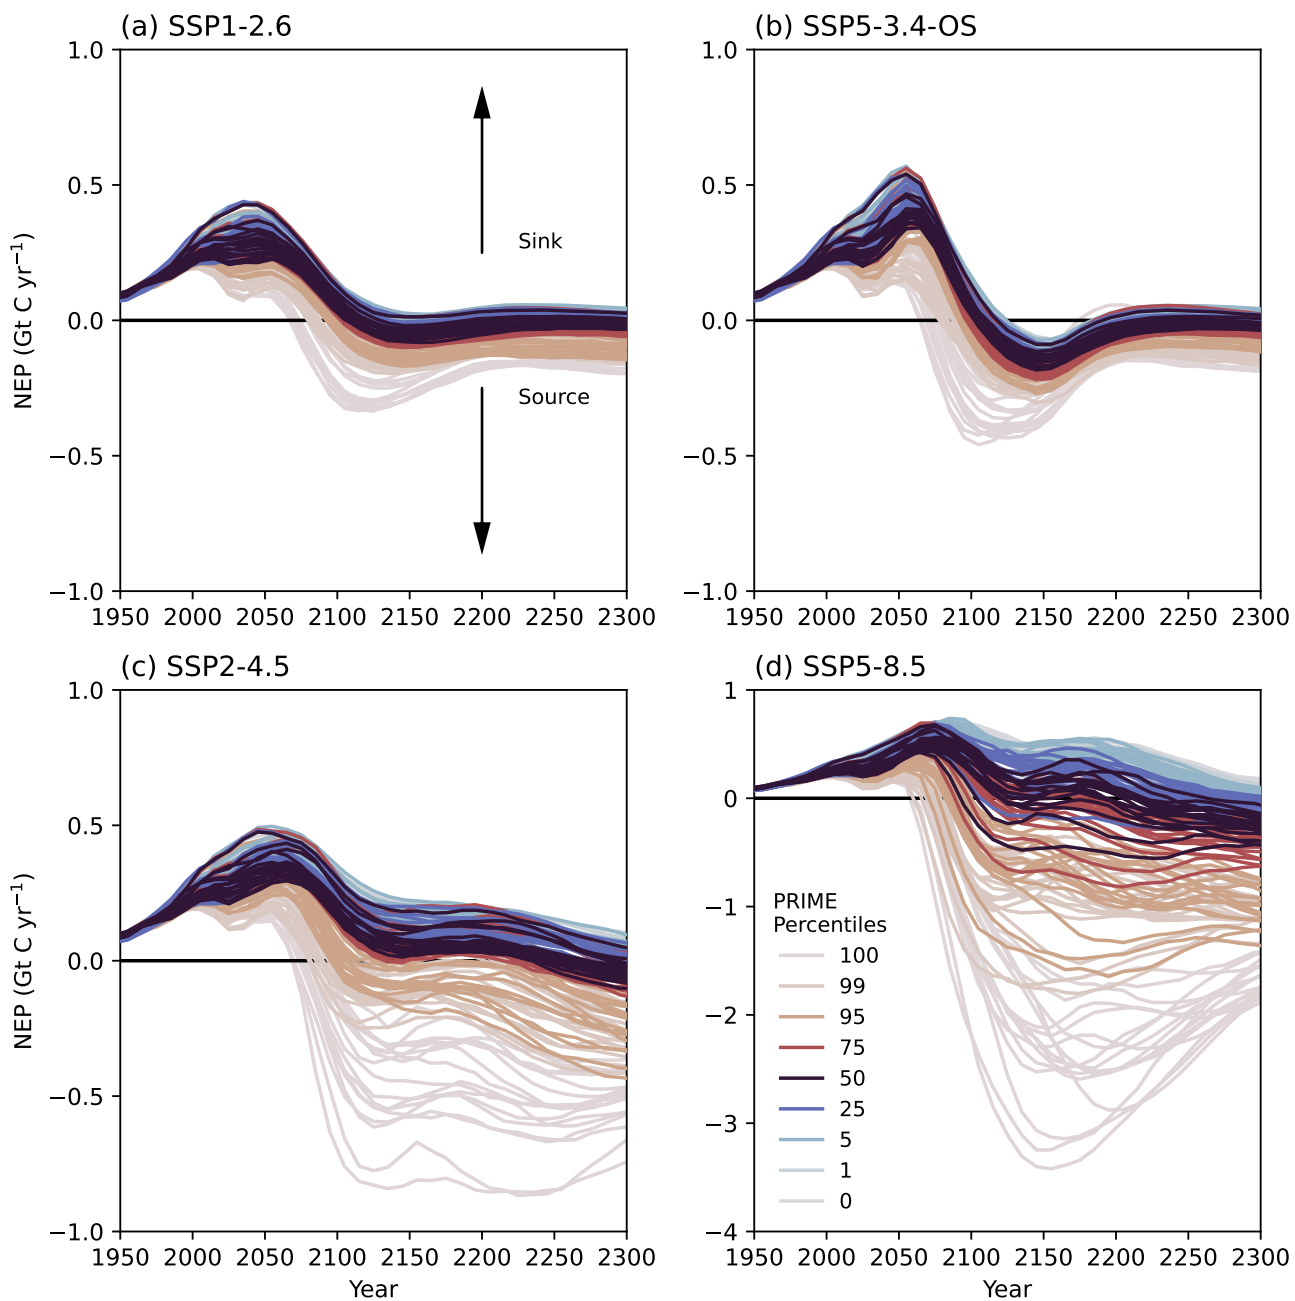 (a) SSP1-2.6
1.0
0.5
0.0
−0.5
−1.0
NEP (Gt C yr⁻¹)
Sink
Source
1950 2000 2050 2100 2150 2200 2250 2300
(b) SSP5-3.4-OS
1.0
0.5
0.0
−0.5
−1.0
1950 2000 2050 2100 2150 2200 2250 2300
(c) SSP2-4.5
1.0
0.5
0.0
−0.5
−1.0
NEP (Gt C yr⁻¹)
1950 2000 2050 2100 2150 2200 2250 2300
Year
(d) SSP5-8.5
1
0
−1
−2
−3
−4
PRIME
Percentiles
100
99
95
75
50
25
5
1
0
1950 2000 2050 2100 2150 2200 2250 2300
Year